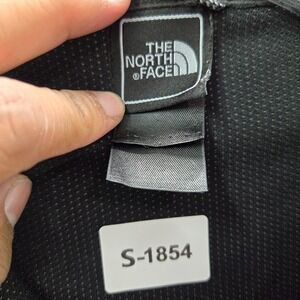 THE
NORTH
®FACE
S-1854